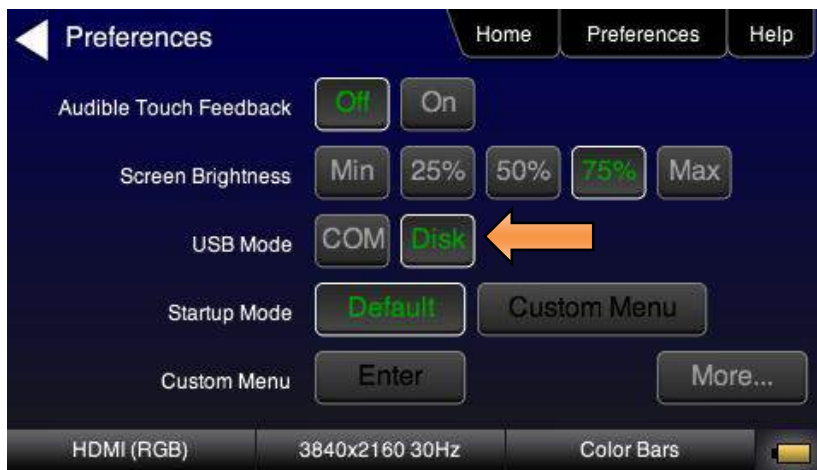 Preferences Home Preferences Help
Audible Touch Feedback Off On
Screen Brightness Min 25% 50% 75% Max
USB Mode COM Disk
Startup Mode Default Custom Menu
Custom Menu Enter More...
HDMI (RGB) 3840x2160 30Hz Color Bars